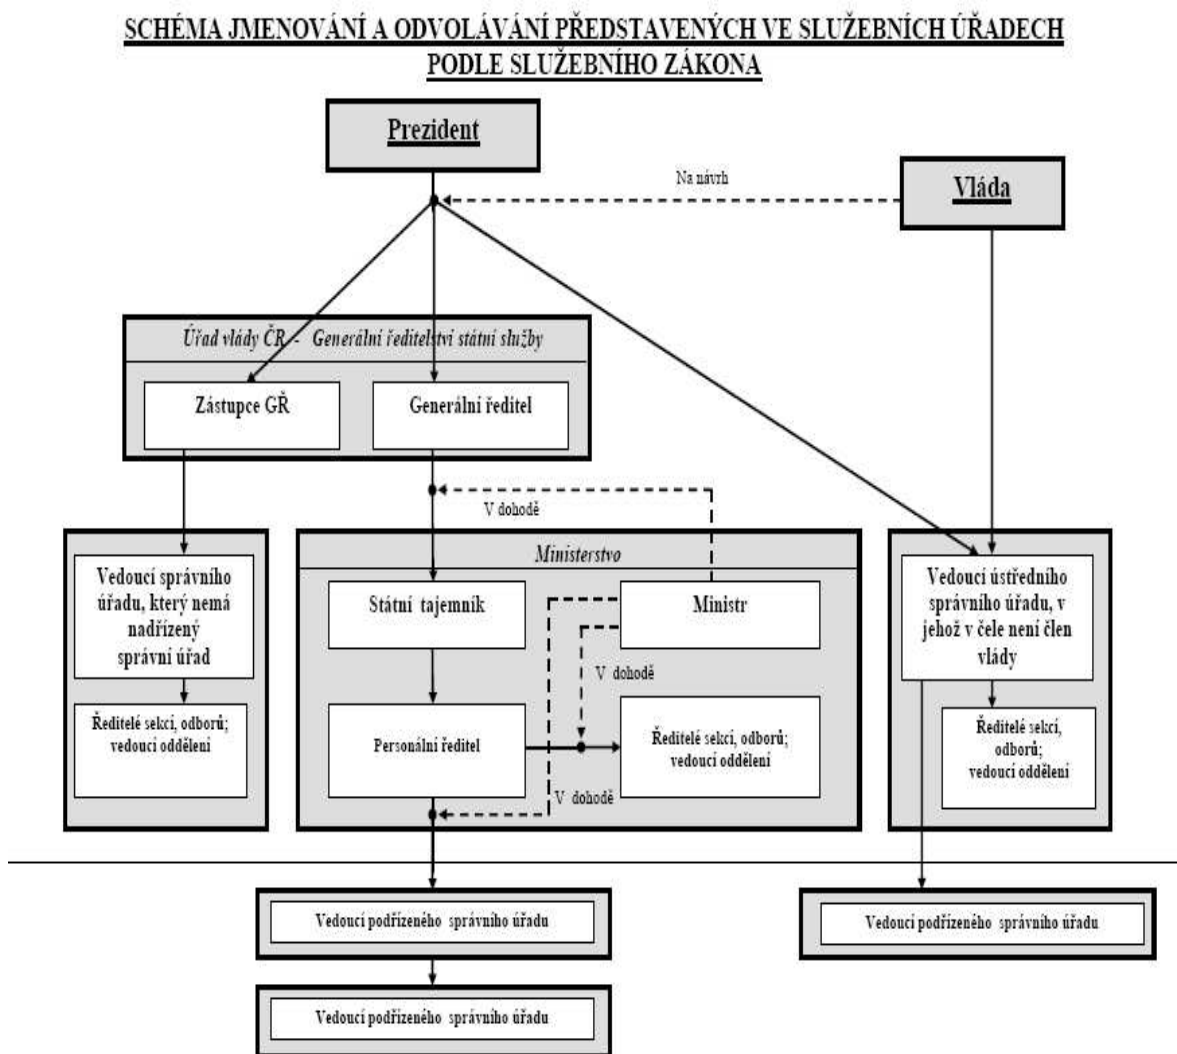 SCHÉMA JMENOVÁNÍ A ODVOLÁVÁNÍ PŘEDSTAVENÝCH VE SLUŽEBNÍCH ÚŘADECH
PODLE SLUŽEBNÍHO ZÁKONA
Prezident
Na návrh
Vláda
Úřad vlády ČR - Generální ředitelství státní služby
Zástupce GŘ
Generální ředitel
V dohodě
Ministerstvo
Vedoucí správního
úřadu, který nemá
nadřízený
správní úřad
Státní tajemník
Ministr
Vedoucí ústředního
správního úřadu, v
jehož v čele není člen
vlády
V dohodě
Ředitelé sekcí, odborů;
vedoucí oddělení
Personální ředitel
Ředitelé sekcí, odborů;
vedoucí oddělení
Ředitelé sekcí,
odborů;
vedoucí oddělení
V dohodě
Vedoucí podřízeného správního úřadu
Vedoucí podřízeného správního úřadu
Vedoucí podřízeného správního úřadu